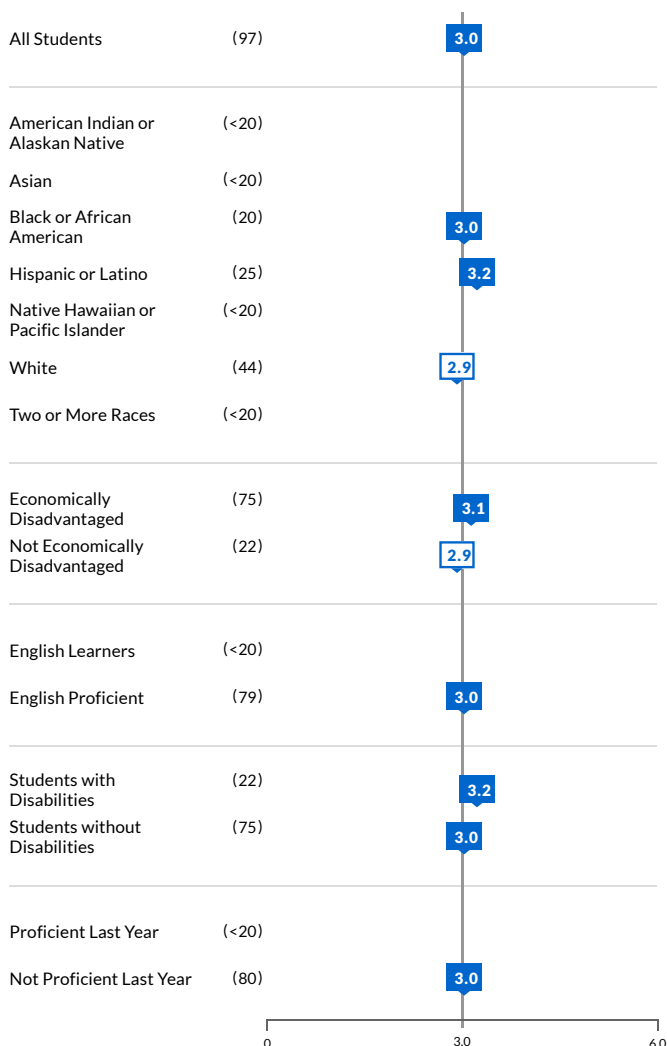 All Students (97) 3.0
American Indian or (<20)
Alaskan Native
Asian (<20)
Black or African (20) 3.0
American
Hispanic or Latino (25) 3.2
Native Hawaiian or (<20)
Pacific Islander
White (44) 2.9
Two or More Races (<20)
Economically (75) 3.1
Disadvantaged
Not Economically (22) 2.9
Disadvantaged
English Learners (<20)
English Proficient (79) 3.0
Students with (22) 3.2
Disabilities
Students without (75) 3.0
Disabilities
Proficient Last Year (<20)
Not Proficient Last Year (80) 3.0
0 3.0 6.0